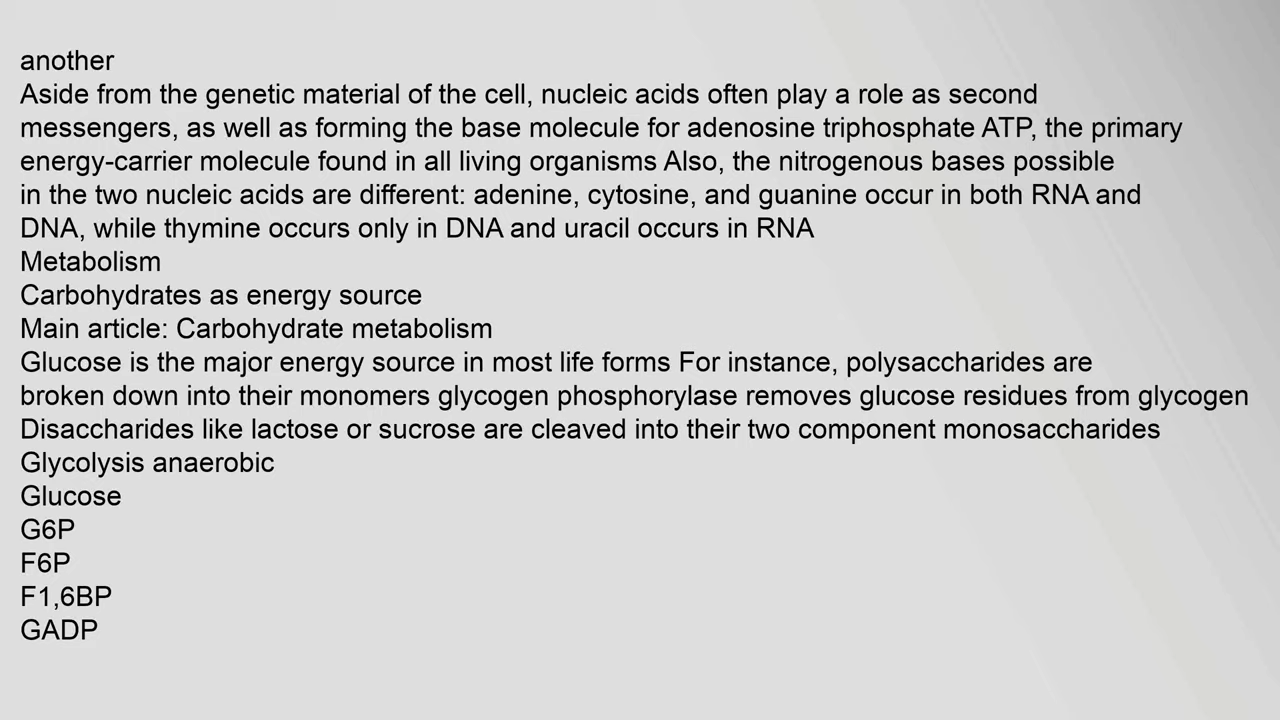 another
Aside from the genetic material of the cell, nucleic acids often play a role as second
messengers, as well as forming the base molecule for adenosine triphosphate ATP, the primary
energy-carrier molecule found in all living organisms Also, the nitrogenous bases possible
in the two nucleic acids are different: adenine, cytosine, and guanine occur in both RNA and
DNA, while thymine occurs only in DNA and uracil occurs in RNA
Metabolism
Carbohydrates as energy source
Main article: Carbohydrate metabolism
Glucose is the major energy source in most life forms For instance, polysaccharides are
broken down into their monomers glycogen phosphorylase removes glucose residues from glycogen
Disaccharides like lactose or sucrose are cleaved into their two component monosaccharides
Glycolysis anaerobic
Glucose
G6P
F6P
F1,6BP
GADP